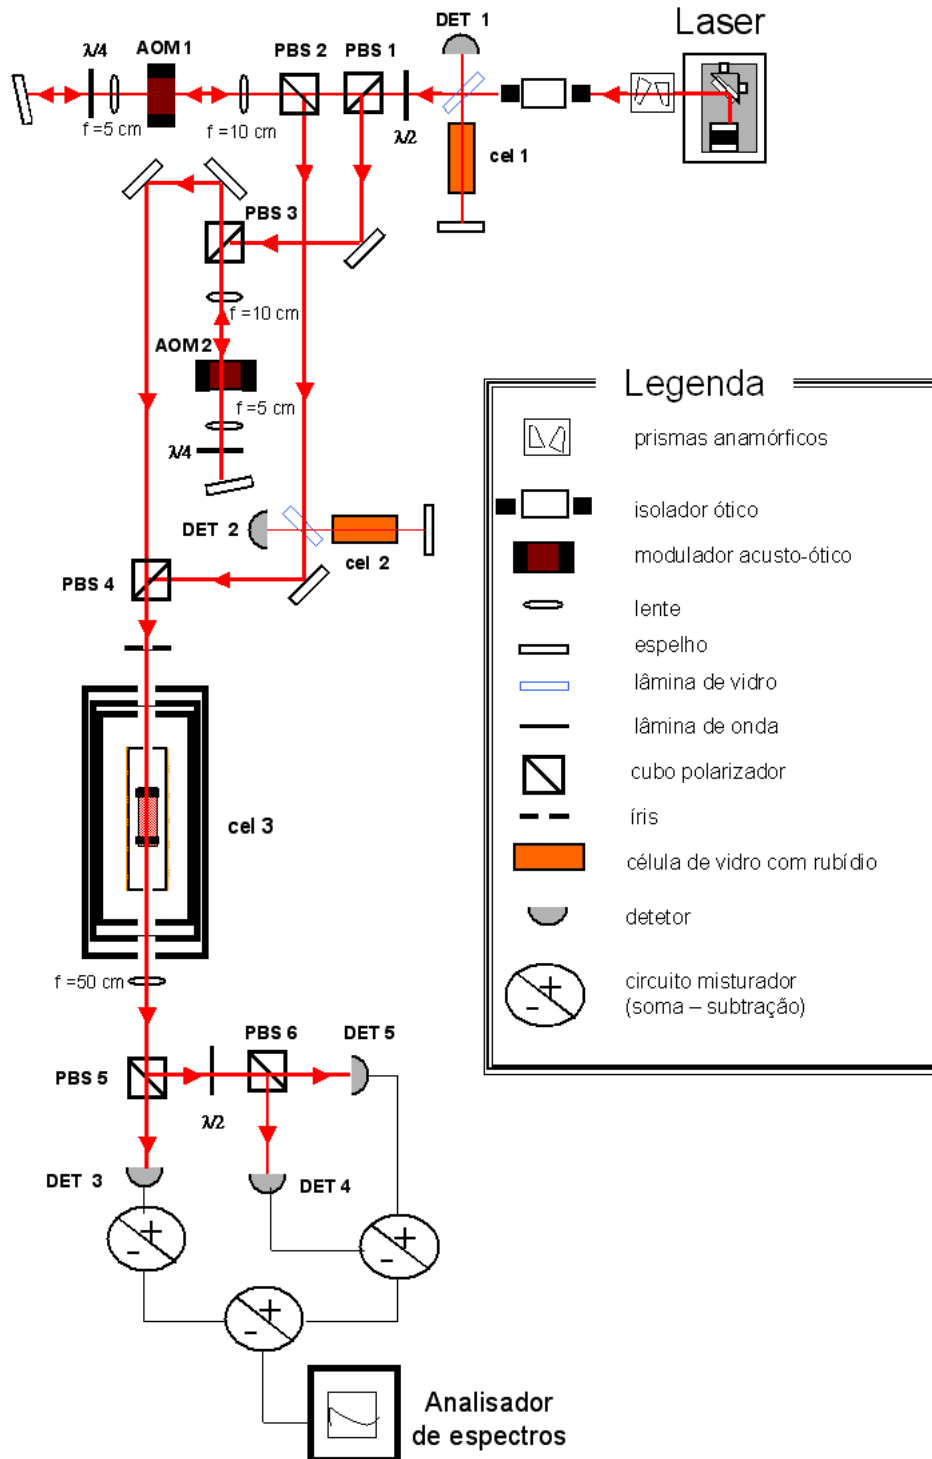 DET 1
Laser
λ/4
AOM 1
PBS 2
PBS 1
f =5 cm
f =10 cm
λ/2
cel 1
PBS 3
f =10 cm
AOM 2
f =5 cm
λ/4
DET 2
cel 2
PBS 4
cel 3
f =50 cm
PBS 5
PBS 6
DET 5
λ/2
DET 3
DET 4
+
-
+
-
+
-
Analisador
de espectros
Legenda
prismas anamórficos
isolador ótico
modulador acusto-ótico
lente
espelho
lâmina de vidro
lâmina de onda
cubo polarizador
íris
célula de vidro com rubídio
detetor
+
-
circuito misturador
(soma – subtração)